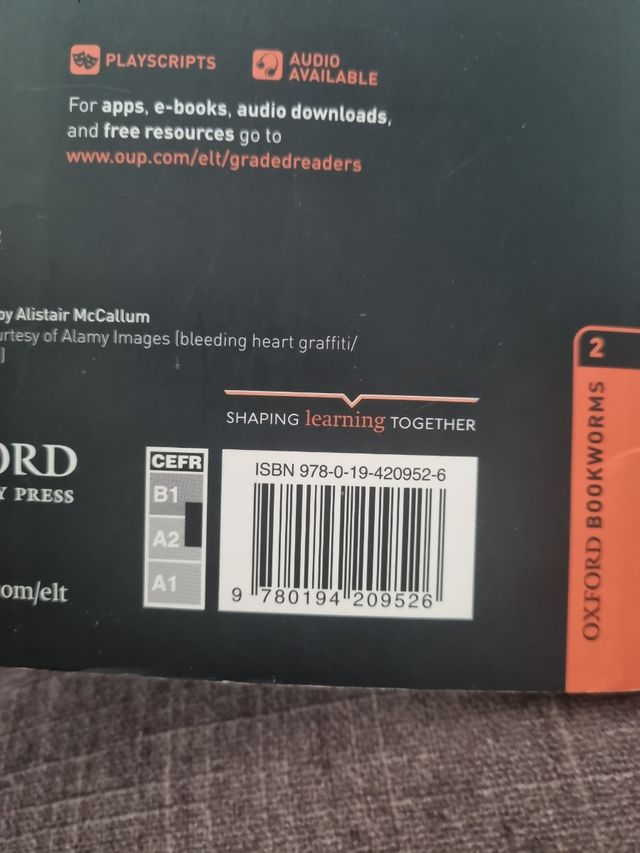 PLAYSCRIPTS
AUDIO
AVAILABLE
For apps, e-books, audio downloads,
and free resources go to
www.oup.com/elt/gradedreaders
by Alistair McCallum
urtesy of Alamy Images (bleeding heart graffiti/
)
SHAPING learning TOGETHER
ORD
Y PRESS
om/elt
CEFR
B1
A2
A1
ISBN 978-0-19-420952-6
9 780194 209526
2
OXFORD BOOKWORMS